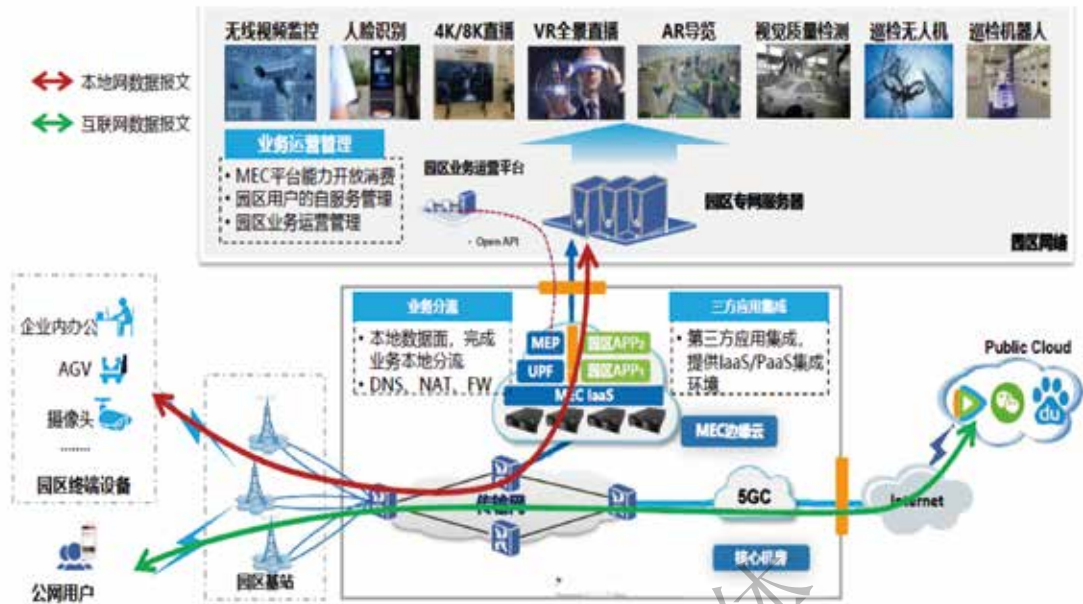 无线视频监控
人脸识别
4K/8K直播
VR全景直播
AR导览
视觉质量检测
巡检无人机
巡检机器人
本地网数据报文
互联网数据报文
业务运营管理
• MEC平台能力开放消费
• 园区用户的自服务管理
• 园区业务运营管理
园区业务运营平台
• Open API
园区专网服务器
园区网络
企业内办公
AGV
摄像头
......
园区终端设备
公网用户
园区基站
业务分流
• 本地数据面，完成
业务本地分流
• DNS、NAT、FW
MEP
UPF
园区APP2
园区APP1
MEC IaaS
三方应用集成
• 第三方应用集成，
提供IaaS/PaaS集成
环境
MEC边缘云
传输网
5GC
核心机房
Internet
Public Cloud
du
体